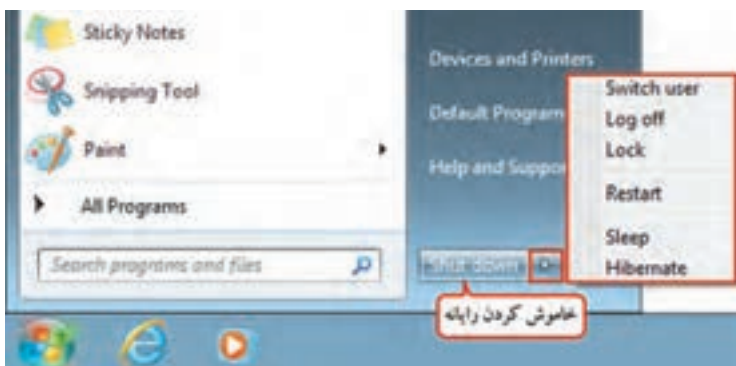 Sticky Notes
Snipping Tool
Paint
All Programs
Search programs and files
Devices and Printers
Default Program
Help and Suppo
Shut down
Switch user
Log off
Lock
Restart
Sleep
Hibernate
خاموش کردن رایانه